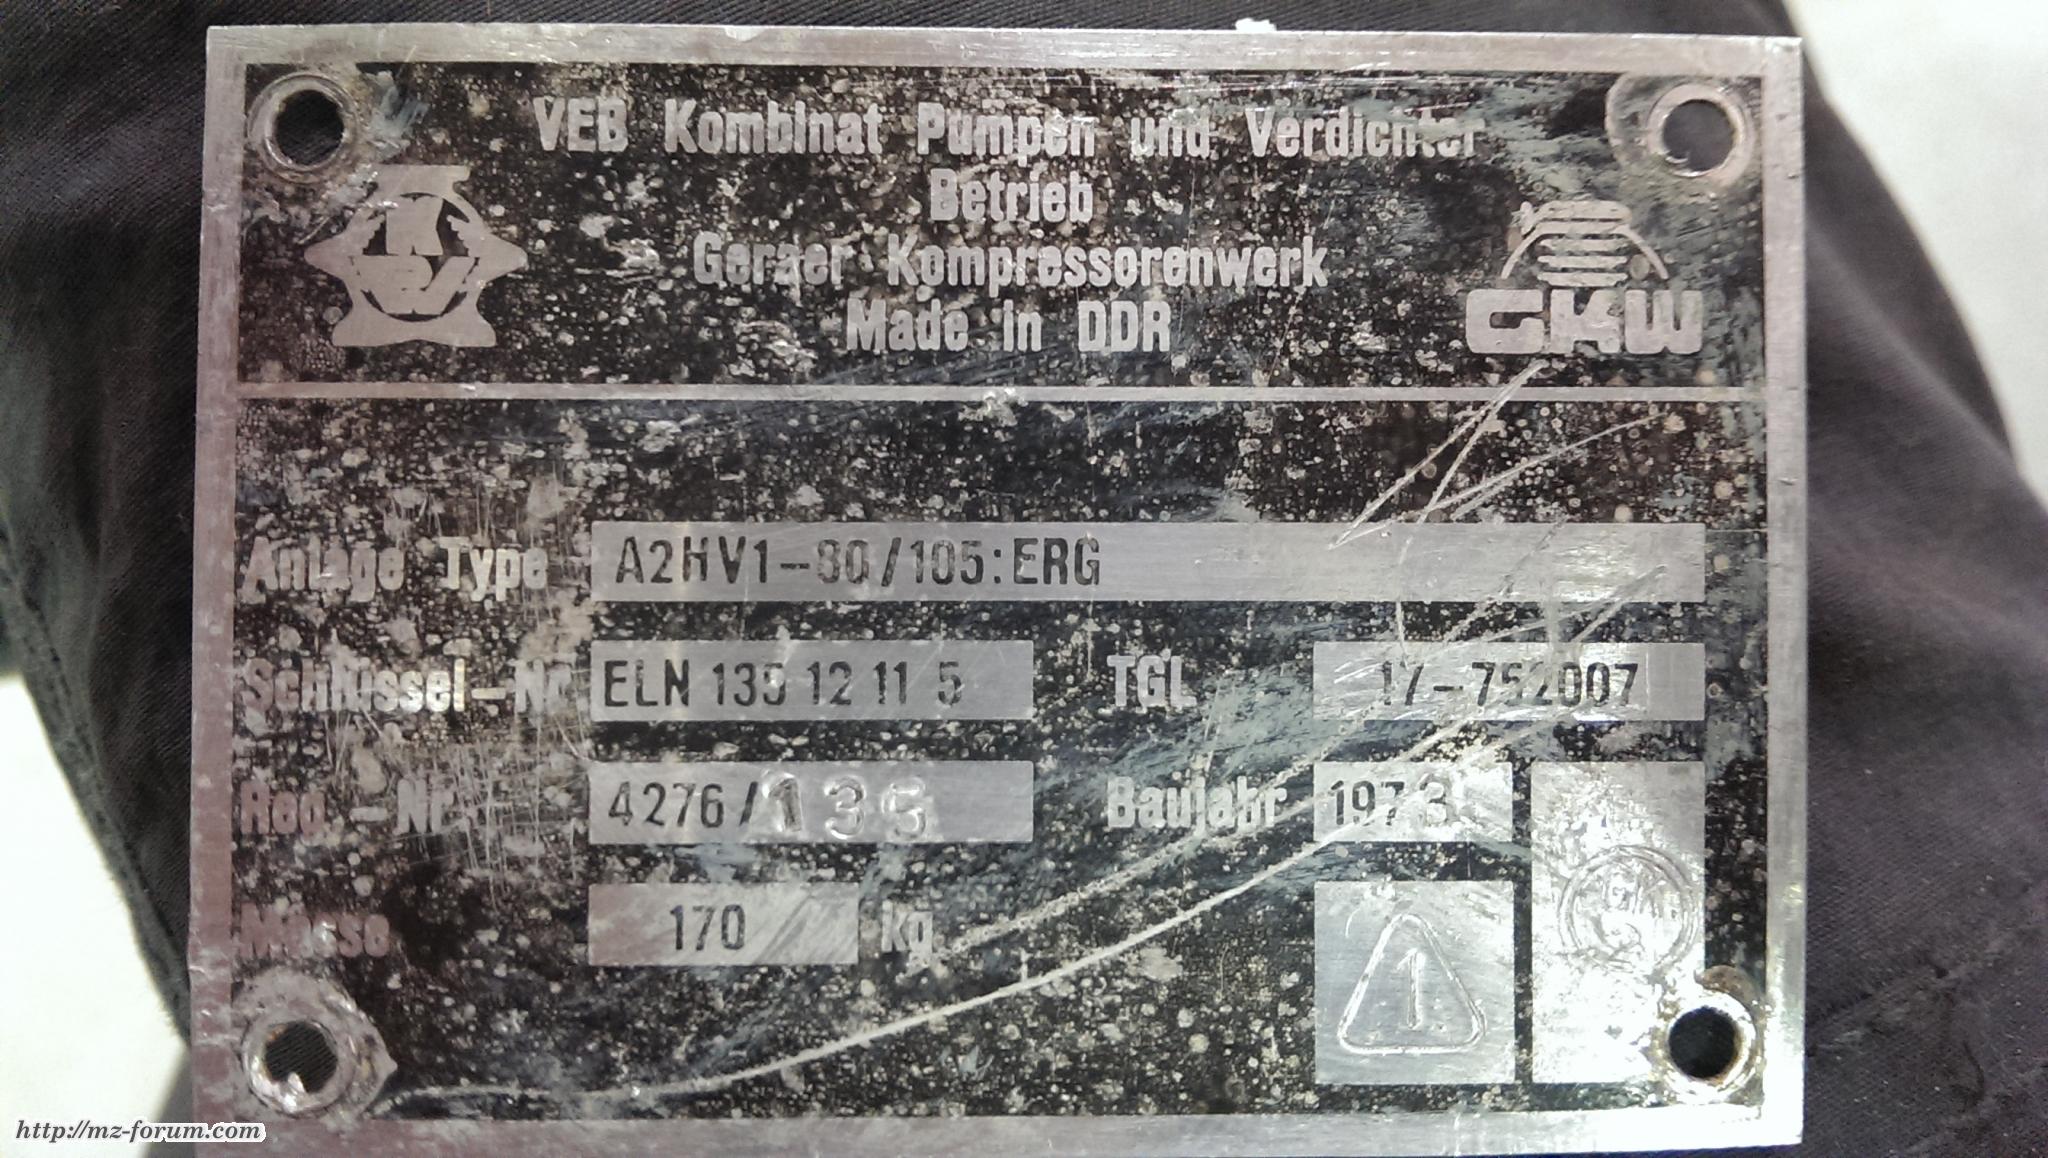 VEB Kombinat Pumpen und Verdichter
Betrieb
Geraer Kompressorenwerk
Made in DDR
GKW
Anlage Type A2HV1-80/105:ERG
Schlüssel-Nr. ELN 135 12 11 5 TGL 17-752007
Reg.-Nr. 4276/135 Baujahr 1973
Masse 170 kg
1
http://mz-forum.com